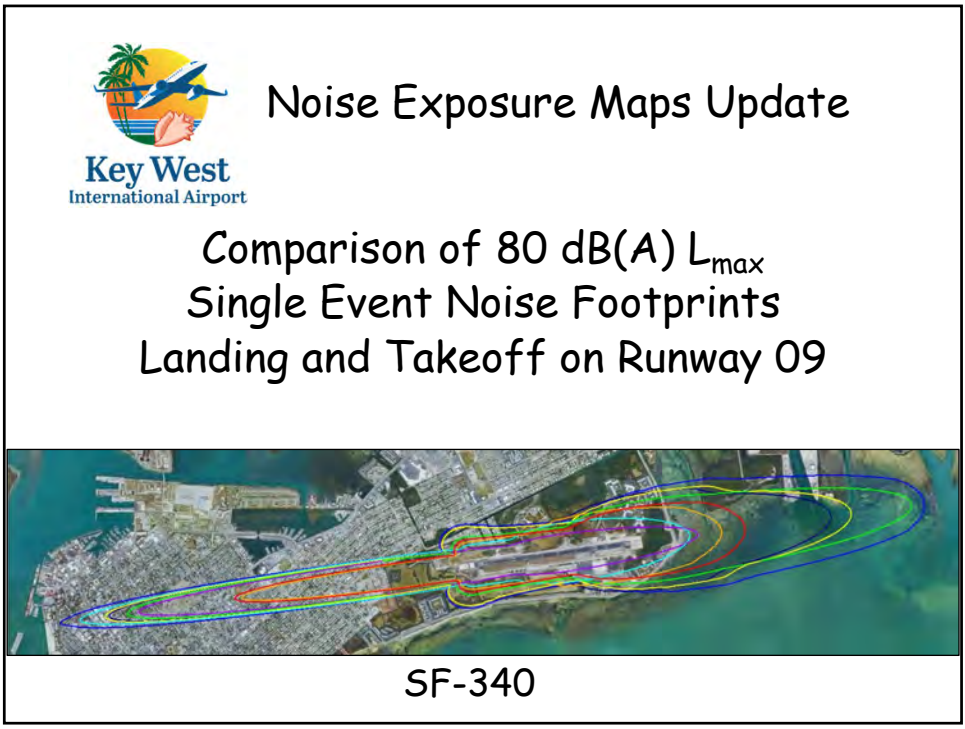 Noise Exposure Maps Update
Key West
International Airport
Comparison of 80 dB(A) Lmax
Single Event Noise Footprints
Landing and Takeoff on Runway 09
SF-340